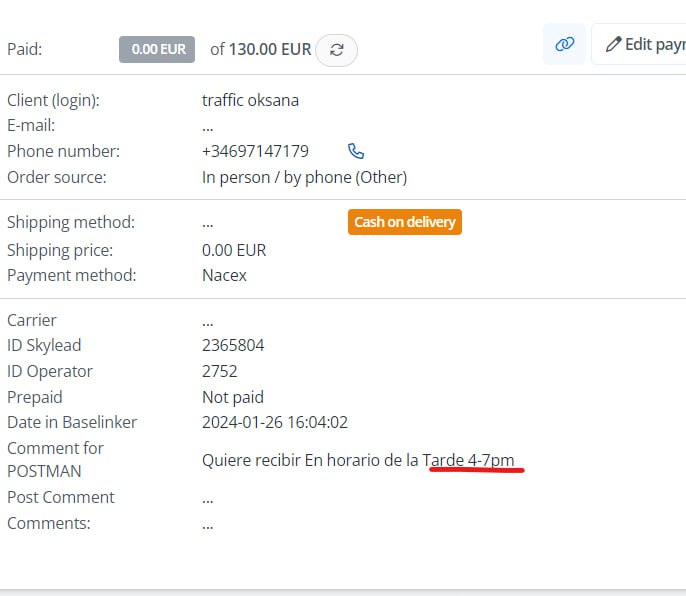 Paid: 0.00 EUR of 130.00 EUR Edit payr
Client (login): traffic oksana
E-mail: ...
Phone number: +34697147179
Order source: In person / by phone (Other)
Shipping method: ... Cash on delivery
Shipping price: 0.00 EUR
Payment method: Nacex
Carrier ...
ID Skylead 2365804
ID Operator 2752
Prepaid Not paid
Date in Baselinker 2024-01-26 16:04:02
Comment for
POSTMAN Quiere recibir En horario de la Tarde 4-7pm
Post Comment ...
Comments: ...